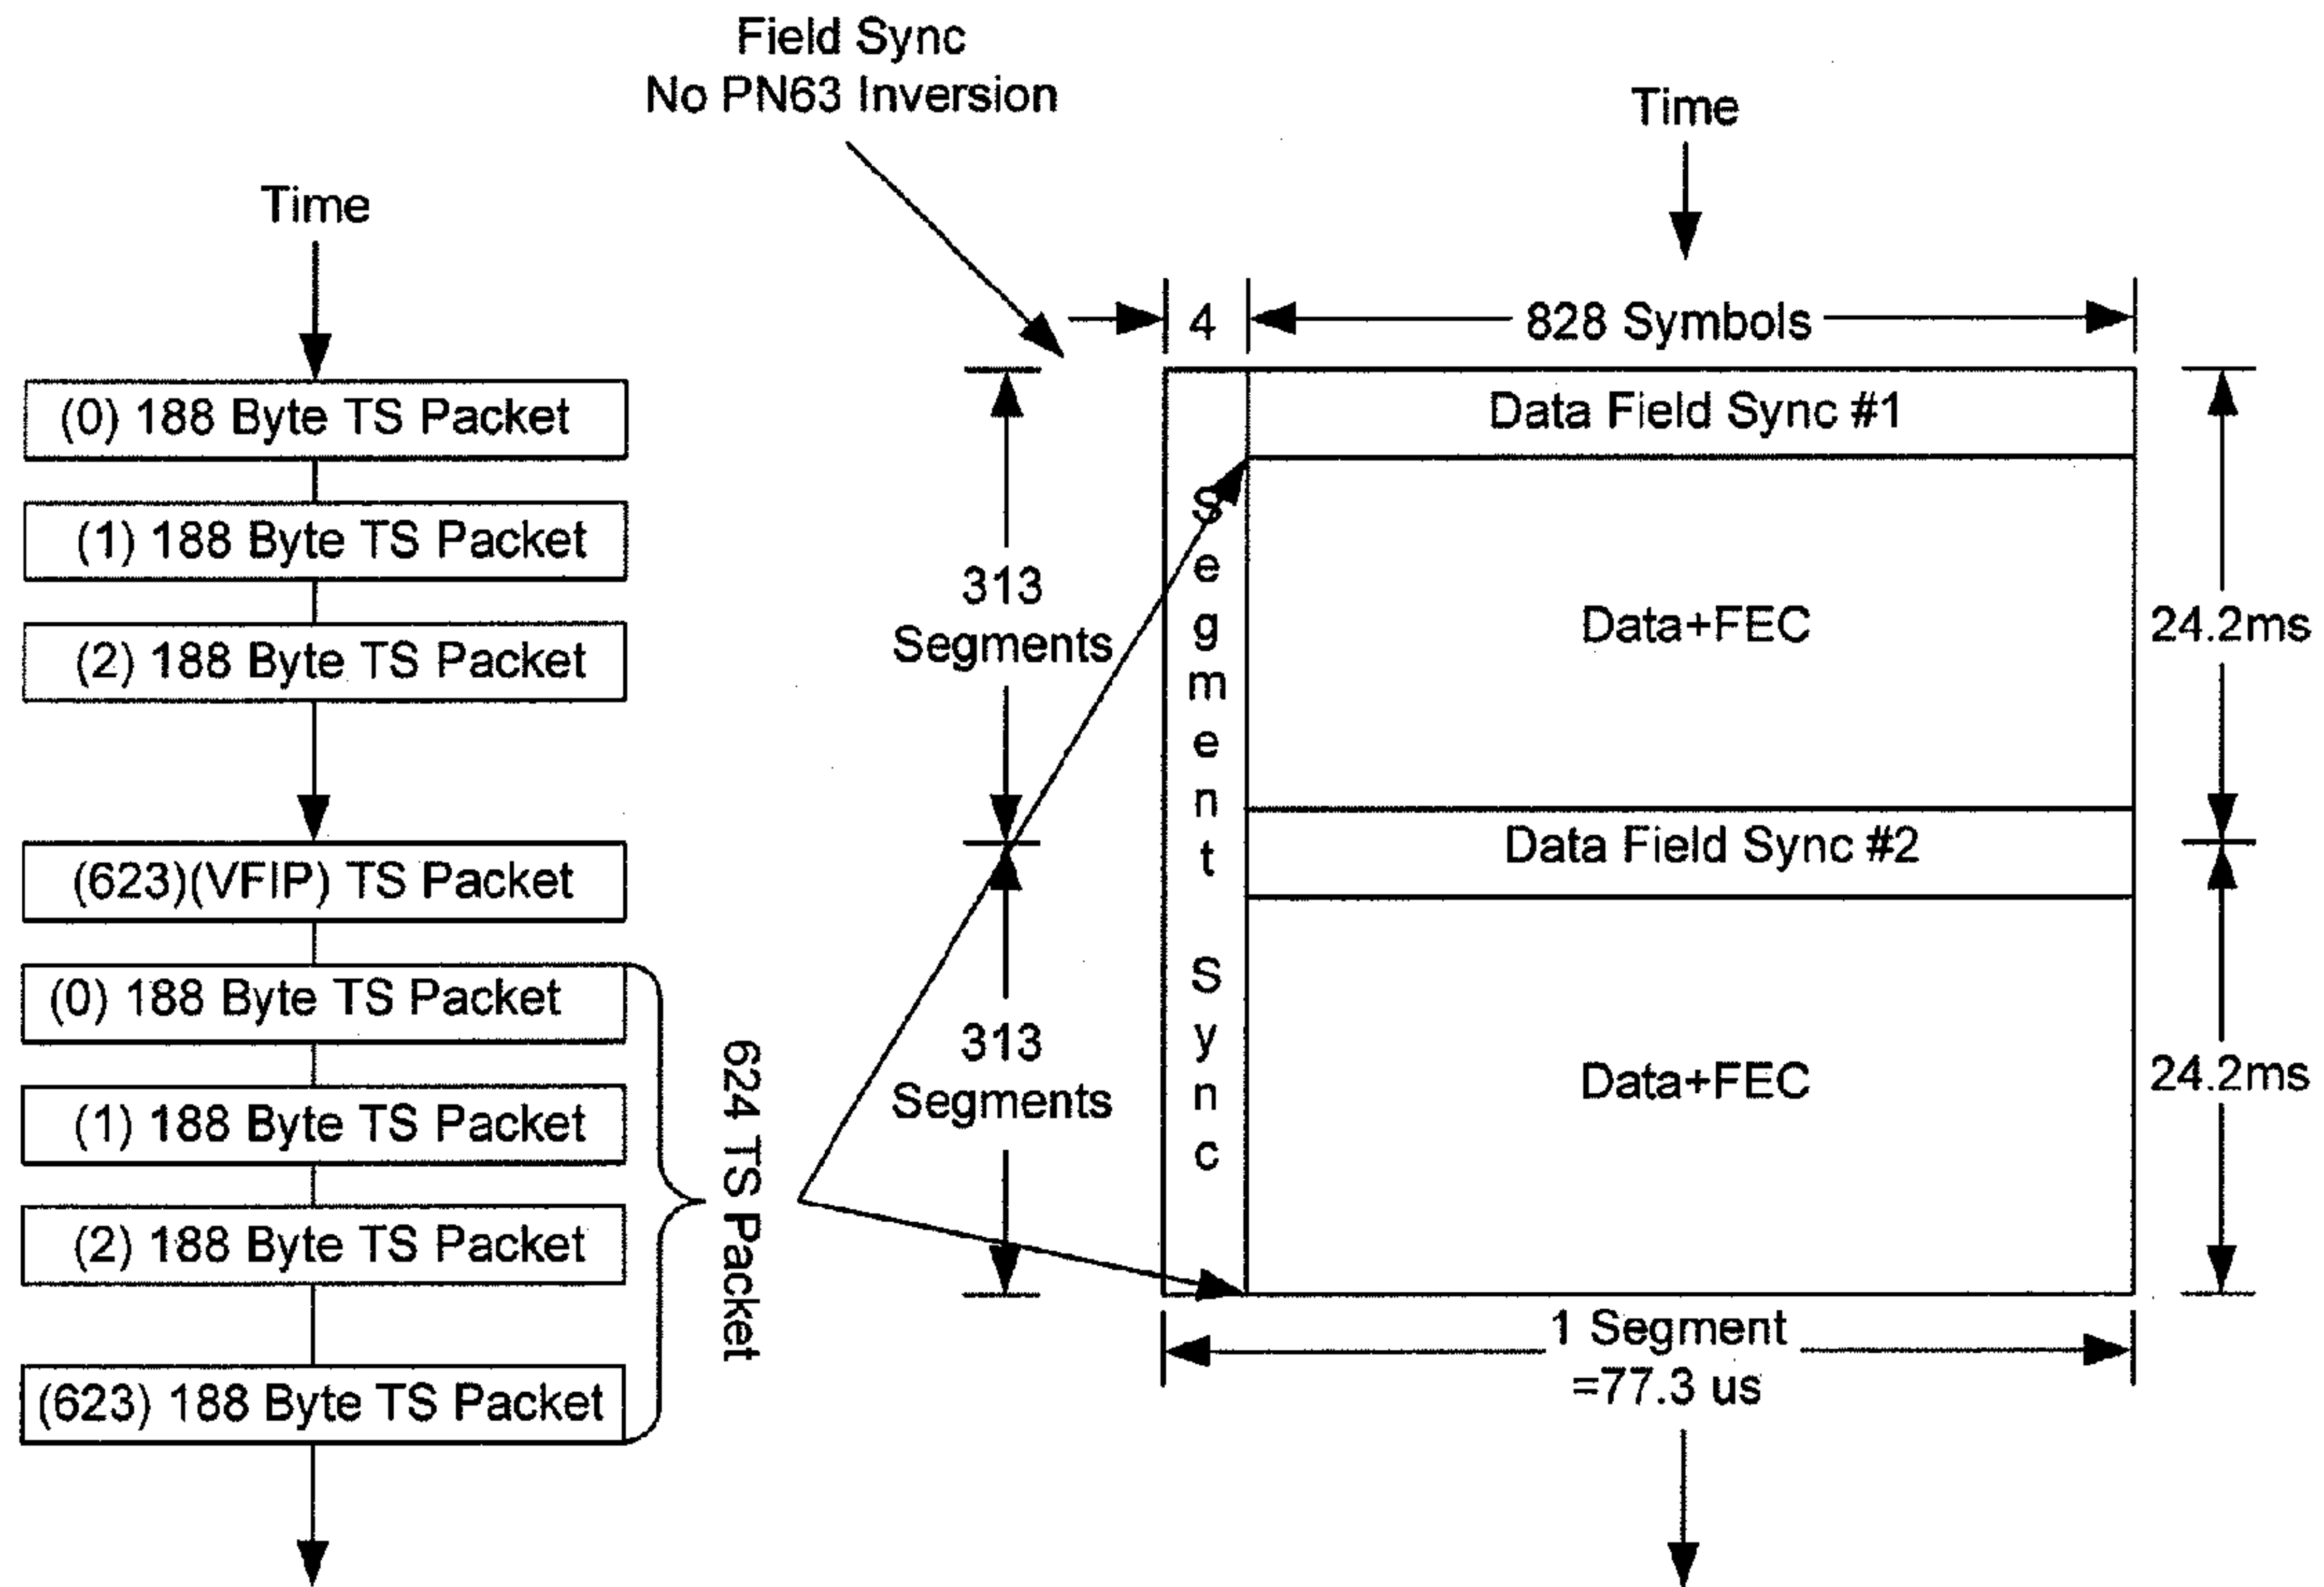 Field Sync
No PN63 Inversion
Time
(0) 188 Byte TS Packet
(1) 188 Byte TS Packet
(2) 188 Byte TS Packet
(623)(VFIP) TS Packet
(0) 188 Byte TS Packet
(1) 188 Byte TS Packet
(2) 188 Byte TS Packet
(623) 188 Byte TS Packet
624 TS Packet
Time
4
828 Symbols
313
Segments
313
Segments
Segment Sync
Data Field Sync #1
Data+FEC
Data Field Sync #2
Data+FEC
24.2ms
24.2ms
1 Segment
=77.3 us